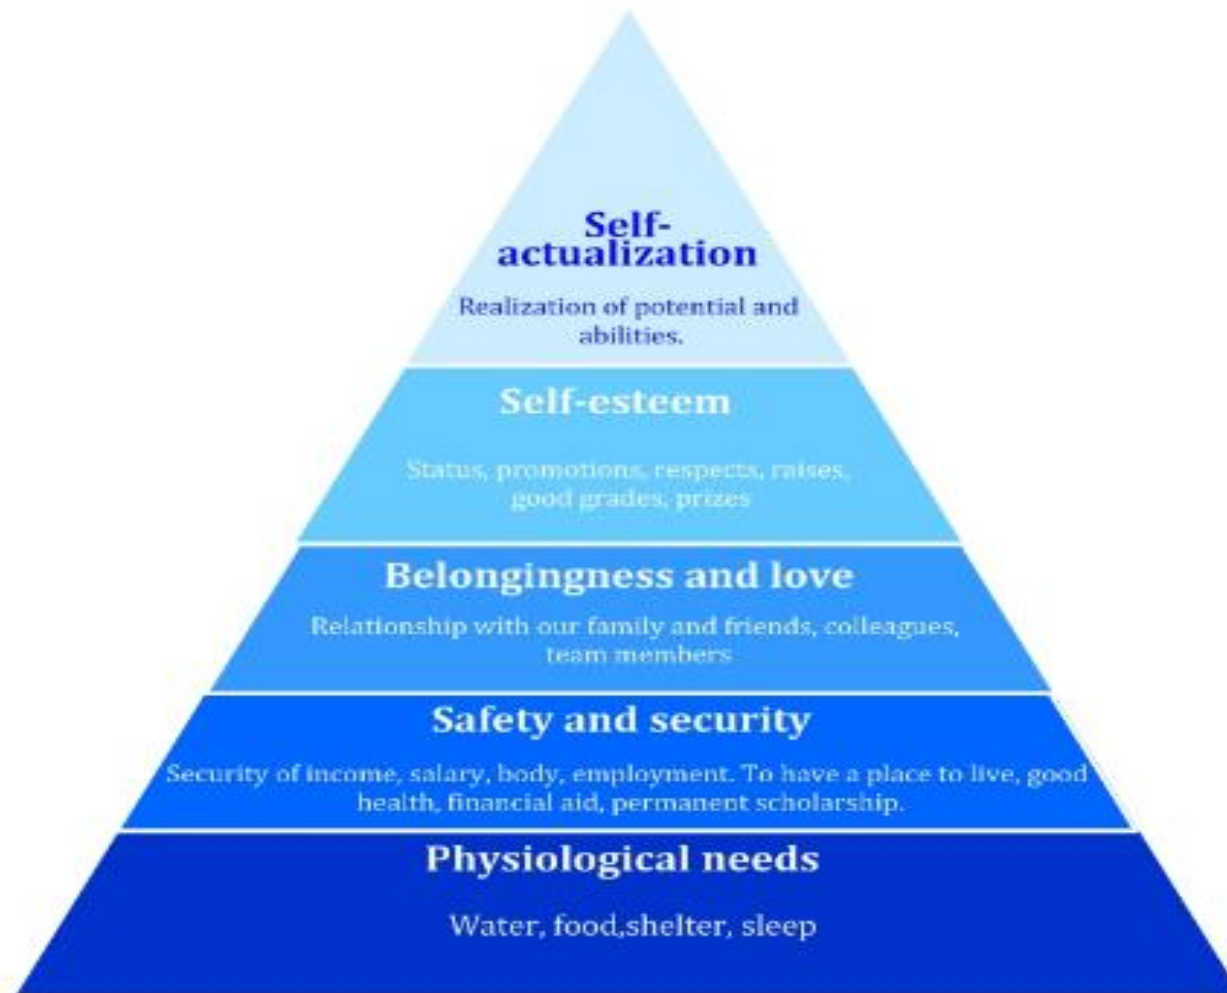 Self-
actualization
Realization of potential and
abilities.
Self-esteem
Status, promotions, respects, raises,
good grades, prizes
Belongingness and love
Relationship with our family and friends, colleagues,
team members
Safety and security
Security of income, salary, body, employment. To have a place to live, good
health, financial aid, permanent scholarship.
Physiological needs
Water, food,shelter, sleep